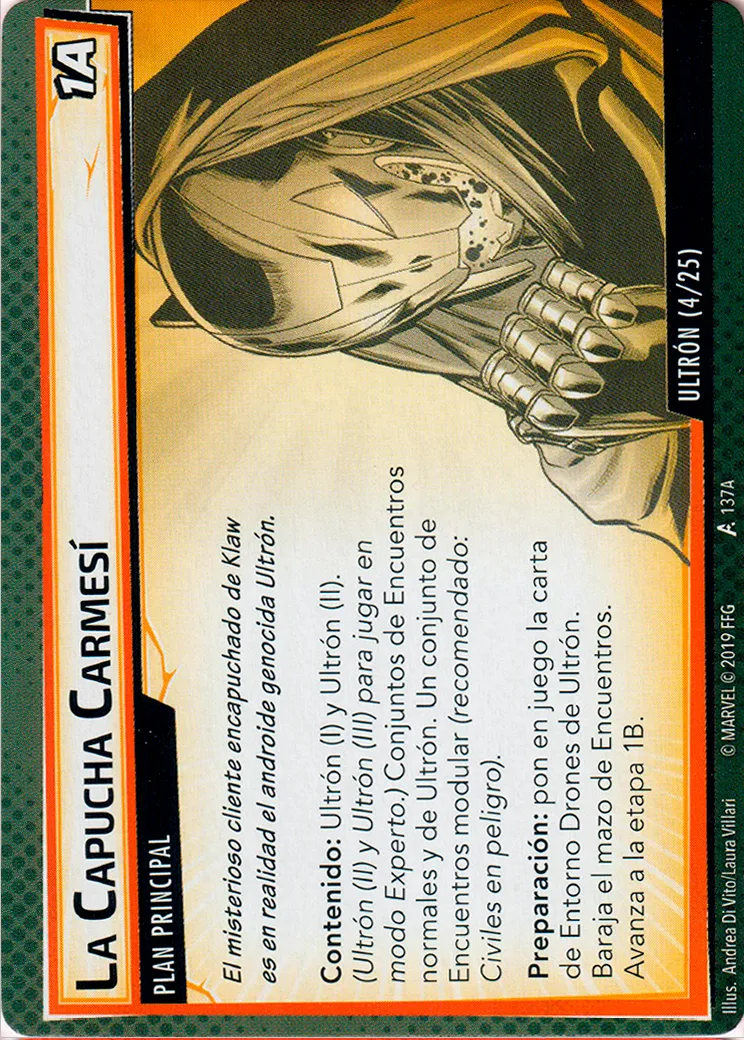 LA CAPUCHA CARMESÍ
1A
PLAN PRINCIPAL
El misterioso cliente encapuchado de Klaw
es en realidad el androide genocida Ultrón.
Contenido: Ultrón (I) y Ultrón (II).
(Ultrón (II) y Ultrón (III) para jugar en
modo Experto.) Conjuntos de Encuentros
normales y de Ultrón. Un conjunto de
Encuentros modular (recomendado:
Civiles en peligro).
Preparación: pon en juego la carta
de Entorno Drones de Ultrón.
Baraja el mazo de Encuentros.
Avanza a la etapa 1B.
ULTRÓN (4/25)
Illus. Andrea Di Vito/Laura Villari © MARVEL © 2019 FFG 137A